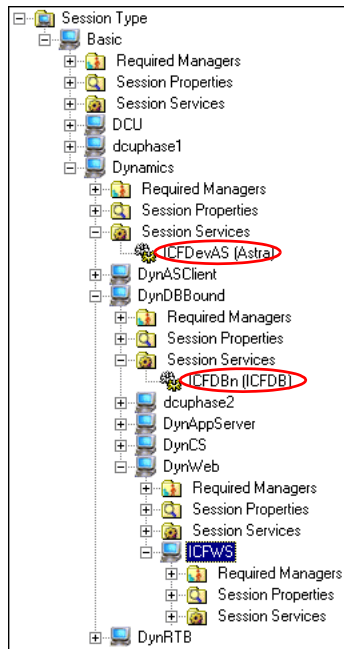 Session Type
Basic
Required Managers
Session Properties
Session Services
DCU
dcuphase1
Dynamics
Required Managers
Session Properties
Session Services
ICFDevAS (Astra)
DynASClient
DynDBBound
Required Managers
Session Properties
Session Services
ICFDBn (ICFDB)
dcuphase2
DynAppServer
DynCS
DynWeb
Required Managers
Session Properties
Session Services
ICFWS
Required Managers
Session Properties
Session Services
DynRTB